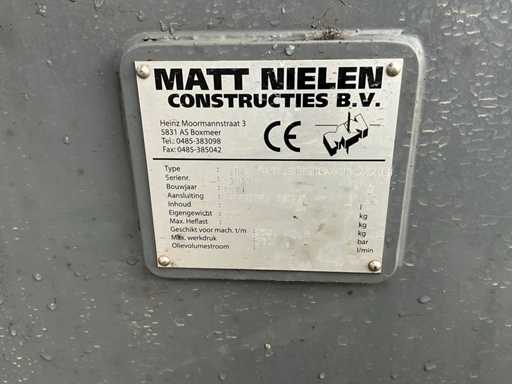 MATT NIELEN
CONSTRUCTIES B.V.
Heinz Moormannstraat 3
5831 AS Boxmeer
Tel.: 0485-383098
Fax: 0485-385042
CE
Type :
Serienr. :
Bouwjaar :
Aansluiting :
Inhoud : l
Eigengewicht : kg
Max. Heflast : kg
Geschikt voor mach. t/m : kg
Max. werkdruk : bar
Olievolumestroom : l/min